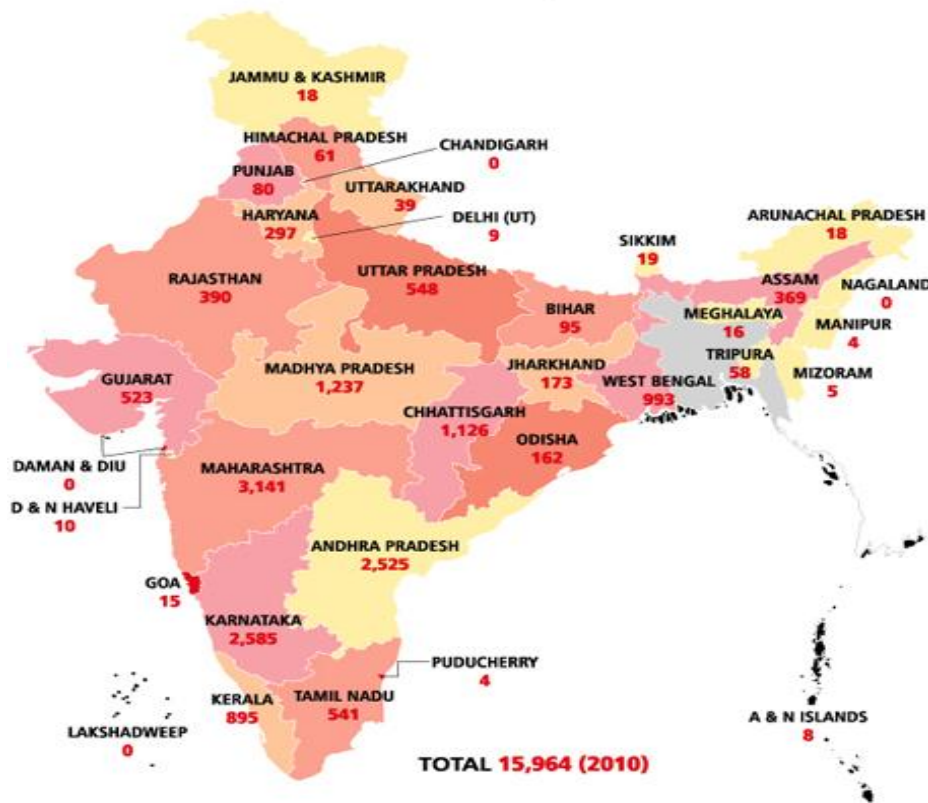 JAMMU & KASHMIR
18
HIMACHAL PRADESH
61
CHANDIGARH
0
PUNJAB
80
UTTARAKHAND
39
HARYANA
297
DELHI (UT)
9
ARUNACHAL PRADESH
18
SIKKIM
19
RAJASTHAN
390
UTTAR PRADESH
548
ASSAM
369
NAGALAND
0
BIHAR
95
MEGHALAYA
16
MANIPUR
4
GUJARAT
523
MADHYA PRADESH
1,237
JHARKHAND
173
WEST BENGAL
993
TRIPURA
58
MIZORAM
5
CHHATTISGARH
1,126
ODISHA
162
DAMAN & DIU
0
MAHARASHTRA
3,141
D & N HAVELI
10
ANDHRA PRADESH
2,525
GOA
15
KARNATAKA
2,585
PUDUCHERRY
4
KERALA
895
TAMIL NADU
541
LAKSHADWEEP
0
A & N ISLANDS
8
TOTAL 15,964 (2010)